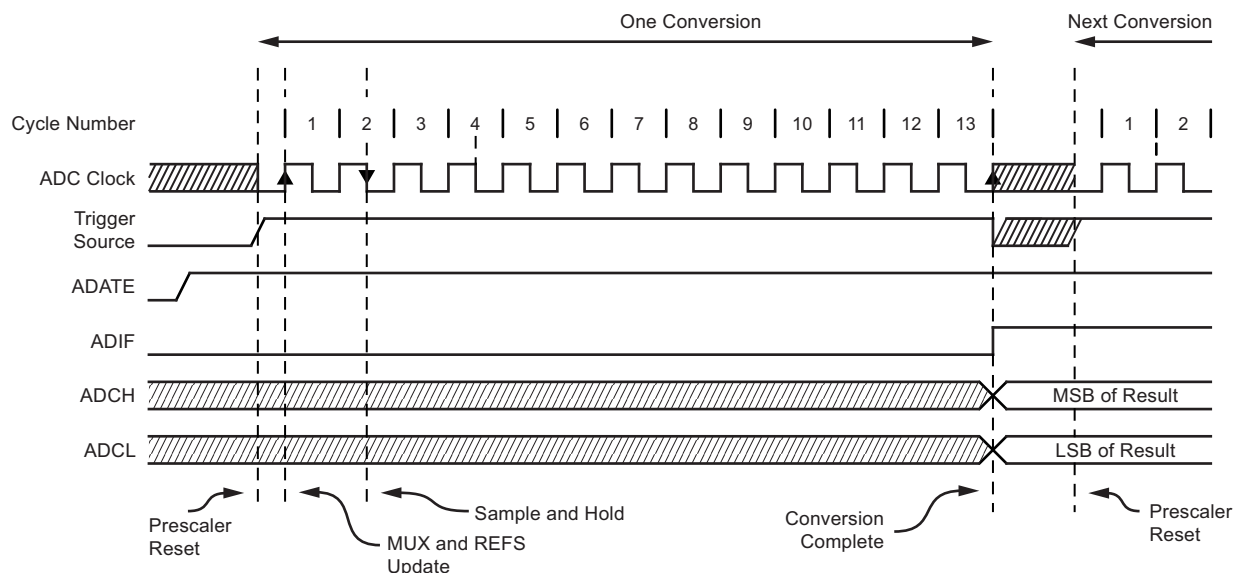 One Conversion
Next Conversion
Cycle Number
1 2 3 4 5 6 7 8 9 10 11 12 13 1 2
ADC Clock
Trigger
Source
ADATE
ADIF
ADCH
MSB of Result
ADCL
LSB of Result
Prescaler
Reset
MUX and REFS
Update
Sample and Hold
Conversion
Complete
Prescaler
Reset